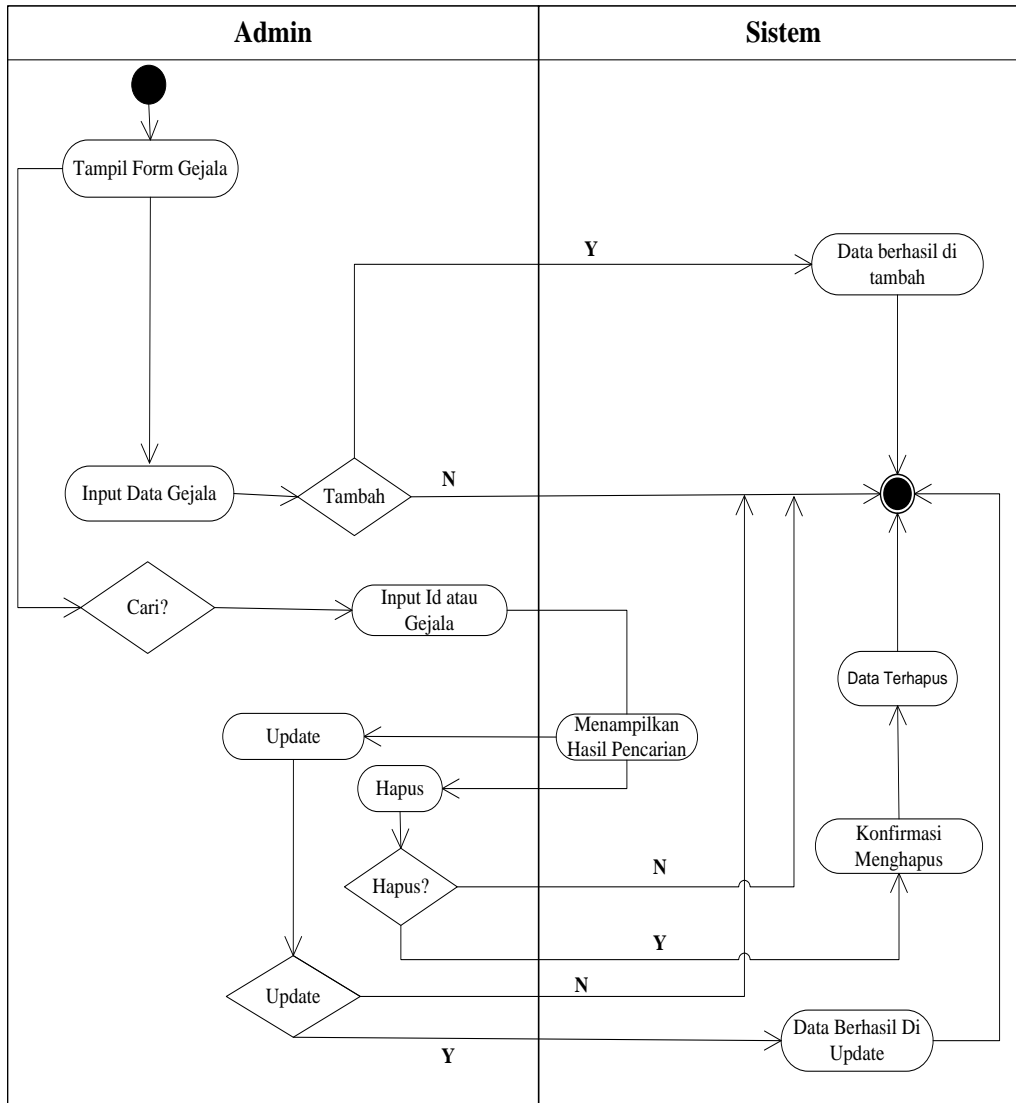 Admin
Sistem
Tampil Form Gejala
Y
Data berhasil di
tambah
Input Data Gejala
Tambah
N
Cari?
Input Id atau
Gejala
Data Terhapus
Update
Menampilkan
Hasil Pencarian
Hapus
Konfirmasi
Menghapus
Hapus?
N
Y
Update
N
Y
Data Berhasil Di
Update